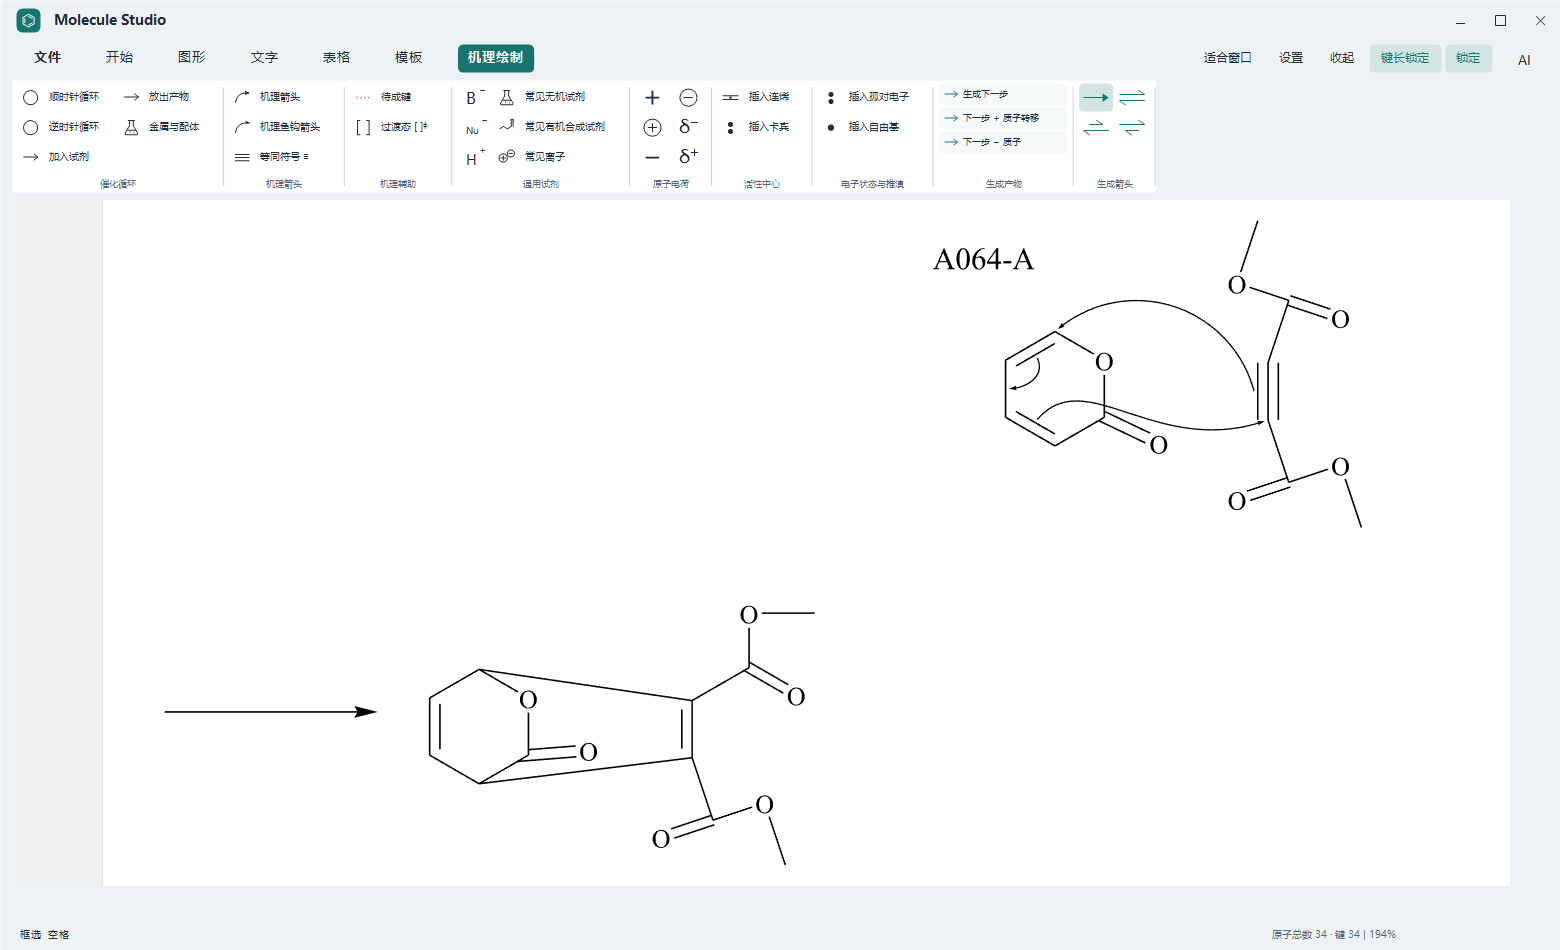 Molecule Studio
文件 开始 图形 文字 表格 模板 机理绘制 适合窗口 设置 收起 键长锁定 锁定 AI
顺时针循环 放出产物 机理箭头 待成键 B⁻ 常见无机试剂 插入连烯 插入孤对电子 生成下一步
逆时针循环 金属与配体 机理鱼钩箭头 [ ] 过渡态 [ ]‡ Nu⁻ 常见有机合成试剂 δ⁻ 插入卡宾 插入自由基 下一步 + 质子转移
加入试剂 等同符号 ≡ H⁺ 常见离子 δ⁺ 下一步 − 质子
催化循环 机理箭头 机理辅助 通用试剂 原子电荷 活性中心 电子状态与推演 生成产物 生成箭头
A064-A
O
O
O
O
O
O
O
O
O
O
O
O
框选 空格
原子总数 34 · 键 34 | 194%